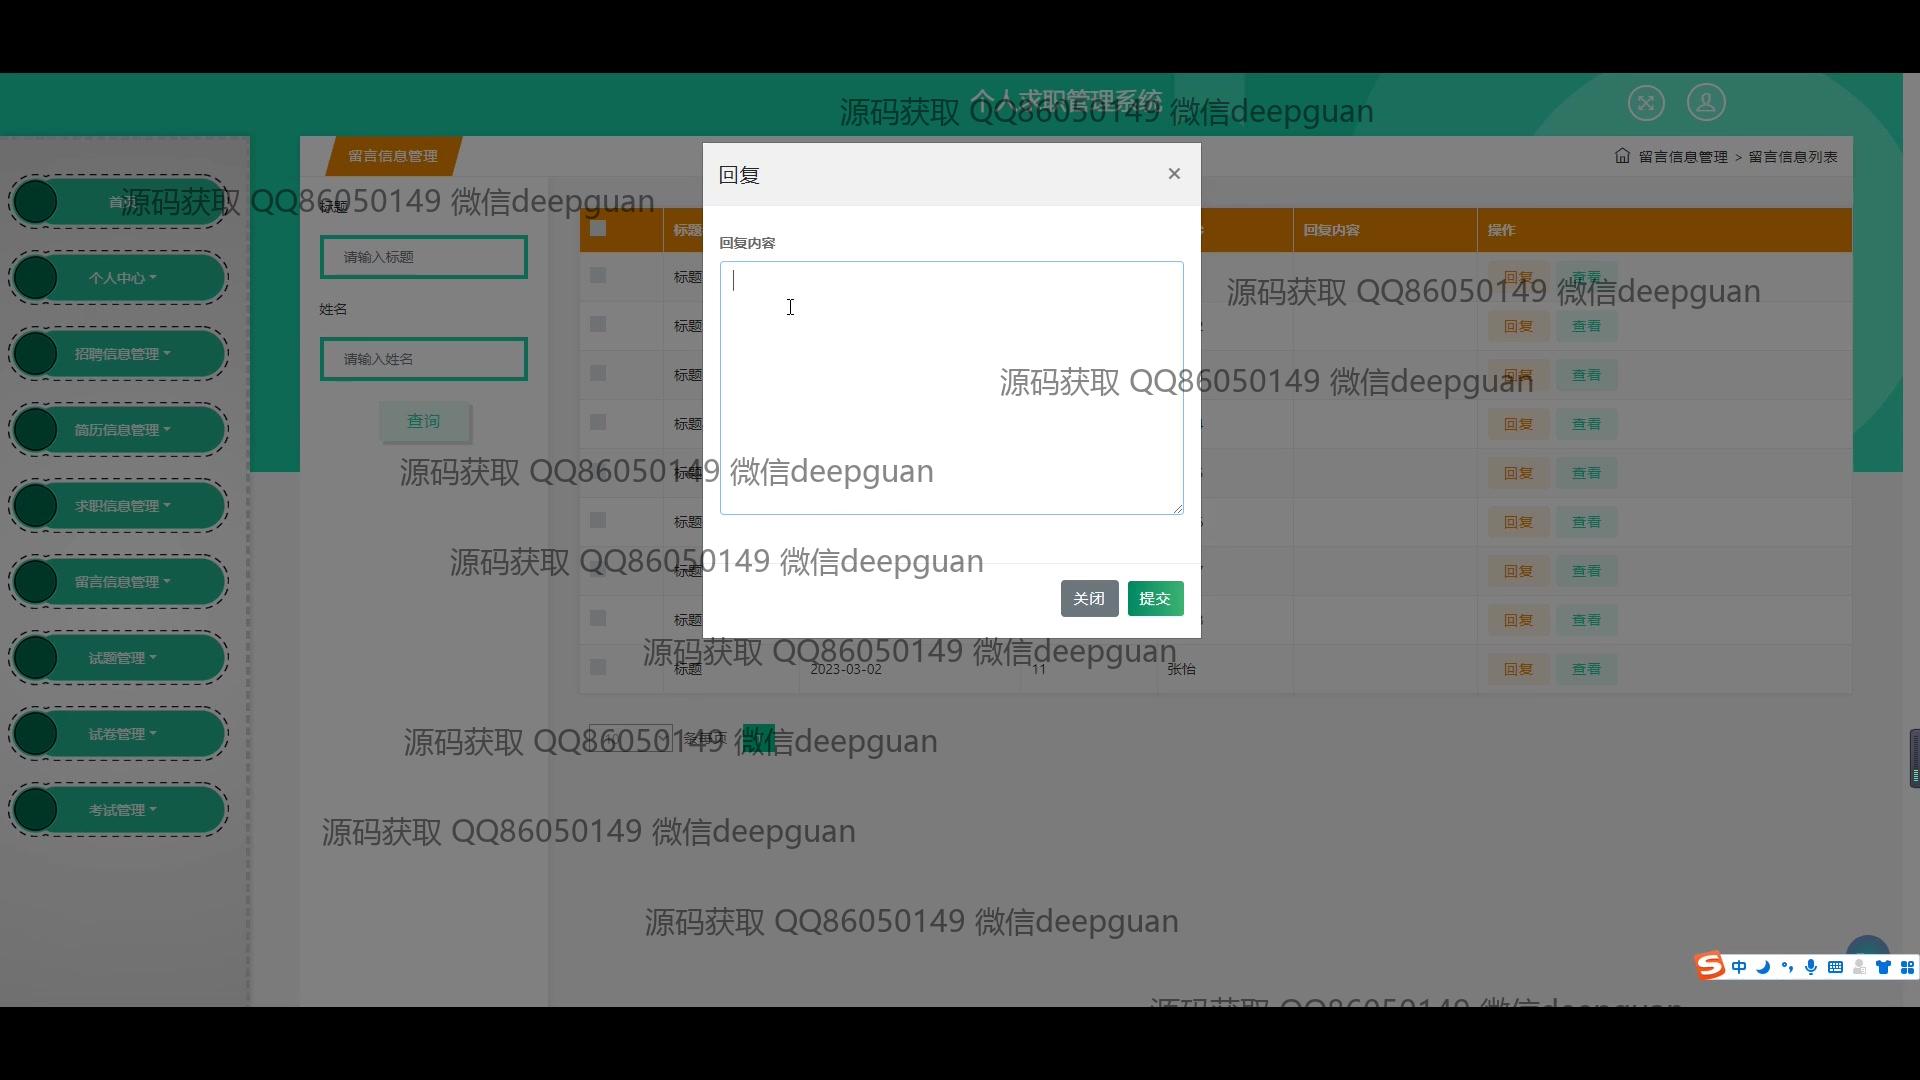 个人求职管理系统
源码获取 QQ86050149 微信deepguan
留言信息管理
留言信息管理 > 留言信息列表
回复
×
源码获取 QQ86050149 微信deepguan
首页
标题
标题
回复内容
操作
回复内容
请输入标题
个人中心
标题
回复 查看
源码获取 QQ86050149 微信deepguan
姓名
标题
回复 查看
请输入姓名
招聘信息管理
标题
回复 查看
源码获取 QQ86050149 微信deepguan
查询
简历信息管理
标题
回复 查看
源码获取 QQ86050149 微信deepguan
标题
回复 查看
求职信息管理
标题
回复 查看
源码获取 QQ86050149 微信deepguan
留言信息管理
标题
回复 查看
关闭 提交
标题
回复 查看
源码获取 QQ86050149 微信deepguan
试题管理
标题 2023-03-02 11 张怡 回复 查看
试卷管理
10 条每页 1
源码获取 QQ86050149 微信deepguan
考试管理
源码获取 QQ86050149 微信deepguan
源码获取 QQ86050149 微信deepguan
中
源码获取 QQ86050149 微信deepguan